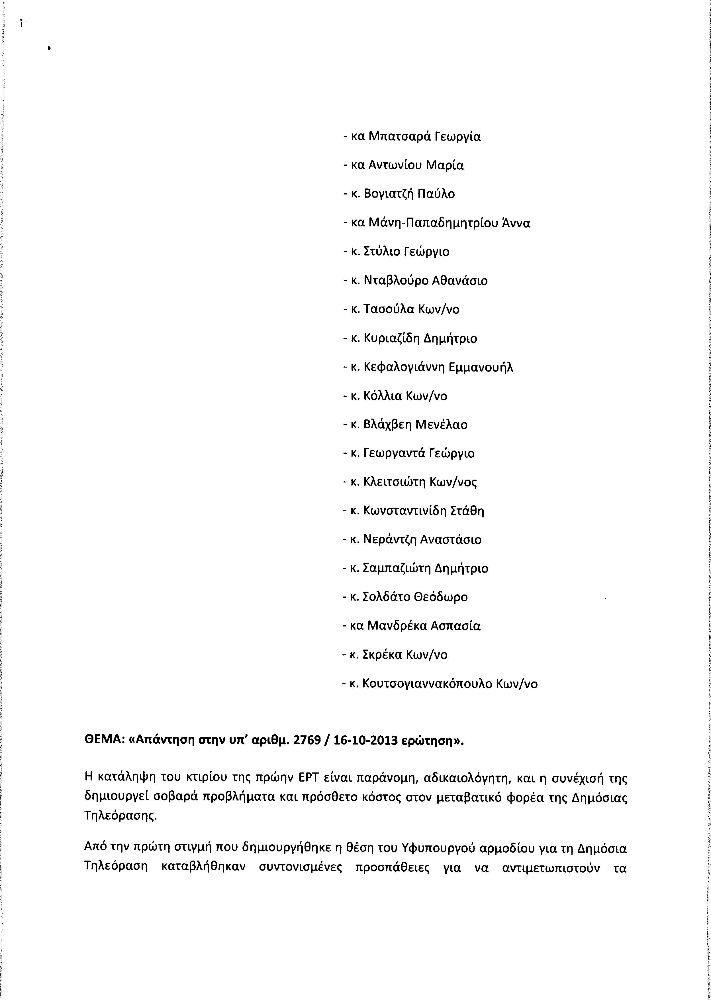 - κα Μπατσαρά Γεωργία
- κα Αντωνίου Μαρία
- κ. Βογιατζή Παύλο
- κα Μάνη-Παπαδημητρίου Άννα
- κ. Στύλιο Γεώργιο
- κ. Νταβλούρο Αθανάσιο
- κ. Τασούλα Κων/νο
- κ. Κυριαζίδη Δημήτριο
- κ. Κεφαλογιάννη Εμμανουήλ
- κ. Κόλλια Κων/νο
- κ. Βλάχβεη Μενέλαο
- κ. Γεωργαντά Γεώργιο
- κ. Κλειτσιώτη Κων/νος
- κ. Κωνσταντινίδη Στάθη
- κ. Νεράντζη Αναστάσιο
- κ. Σαμπαζιώτη Δημήτριο
- κ. Σολδάτο Θεόδωρο
- κα Μανδρέκα Ασπασία
- κ. Σκρέκα Κων/νο
- κ. Κουτσογιαννακόπουλο Κων/νο
ΘΕΜΑ: «Απάντηση στην υπ’ αριθμ. 2769 / 16-10-2013 ερώτηση».
Η κατάληψη του κτιρίου της πρώην ΕΡΤ είναι παράνομη, αδικαιολόγητη, και η συνέχισή της
δημιουργεί σοβαρά προβλήματα και πρόσθετο κόστος στον μεταβατικό φορέα της Δημόσιας
Τηλεόρασης.
Από την πρώτη στιγμή που δημιουργήθηκε η θέση του Υφυπουργού αρμοδίου για τη Δημόσια
Τηλεόραση καταβλήθηκαν συντονισμένες προσπάθειες για να αντιμετωπιστούν τα